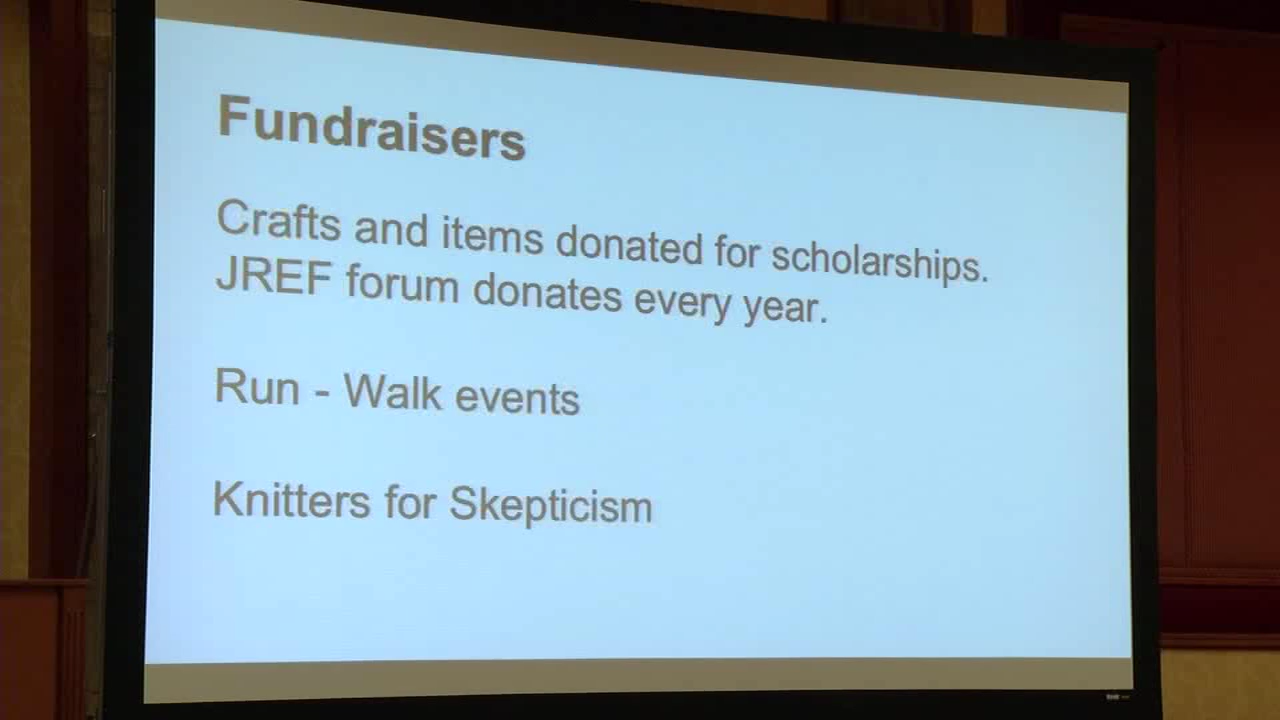 Fundraisers
Crafts and items donated for scholarships.
JREF forum donates every year.
Run - Walk events
Knitters for Skepticism